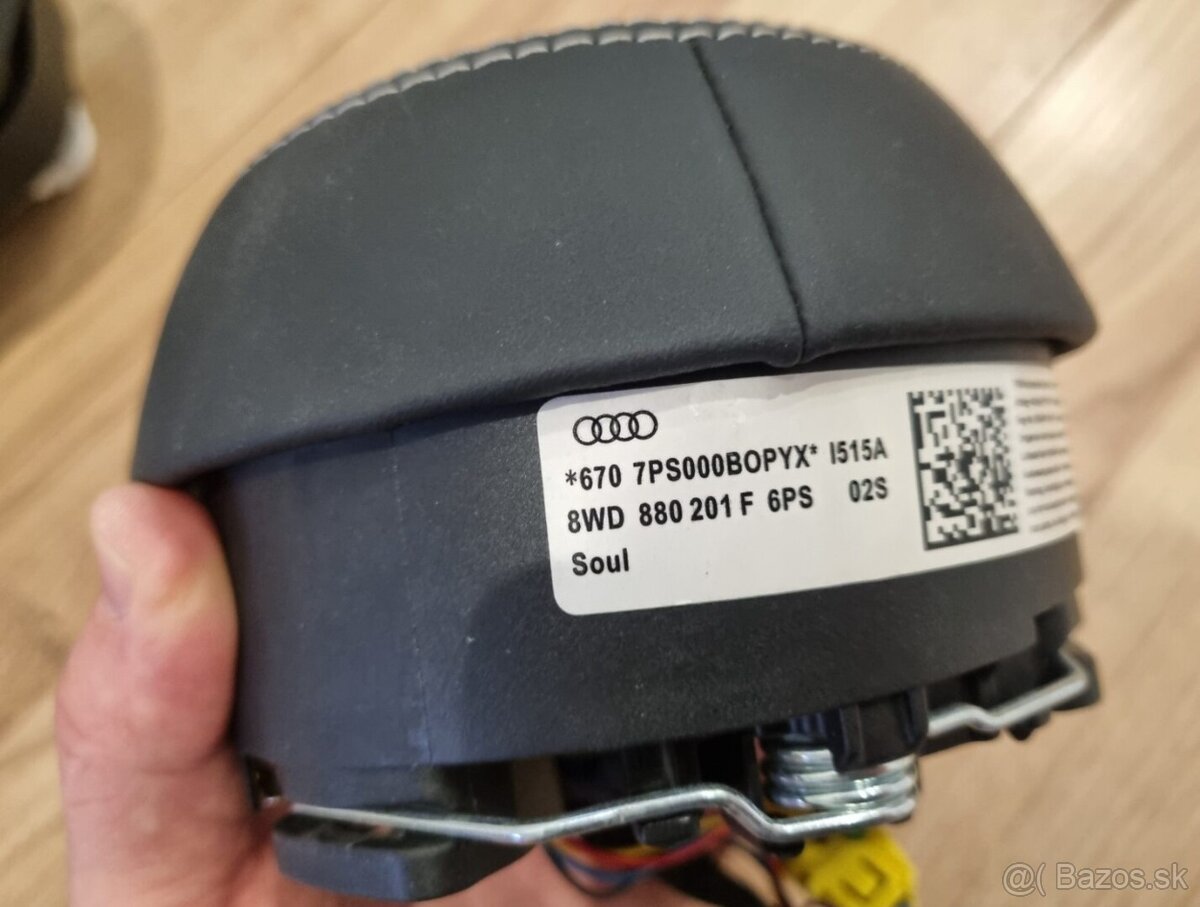 *670 7PS000BOPYX* I515A
8WD 880 201 F 6PS 02S
Soul
@( Bazos.sk